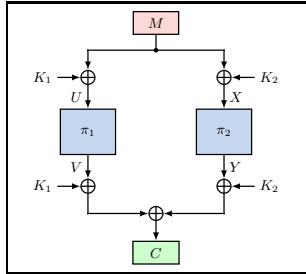 M
K₁ K₂
U X
π₁ π₂
V Y
K₁ K₂
C